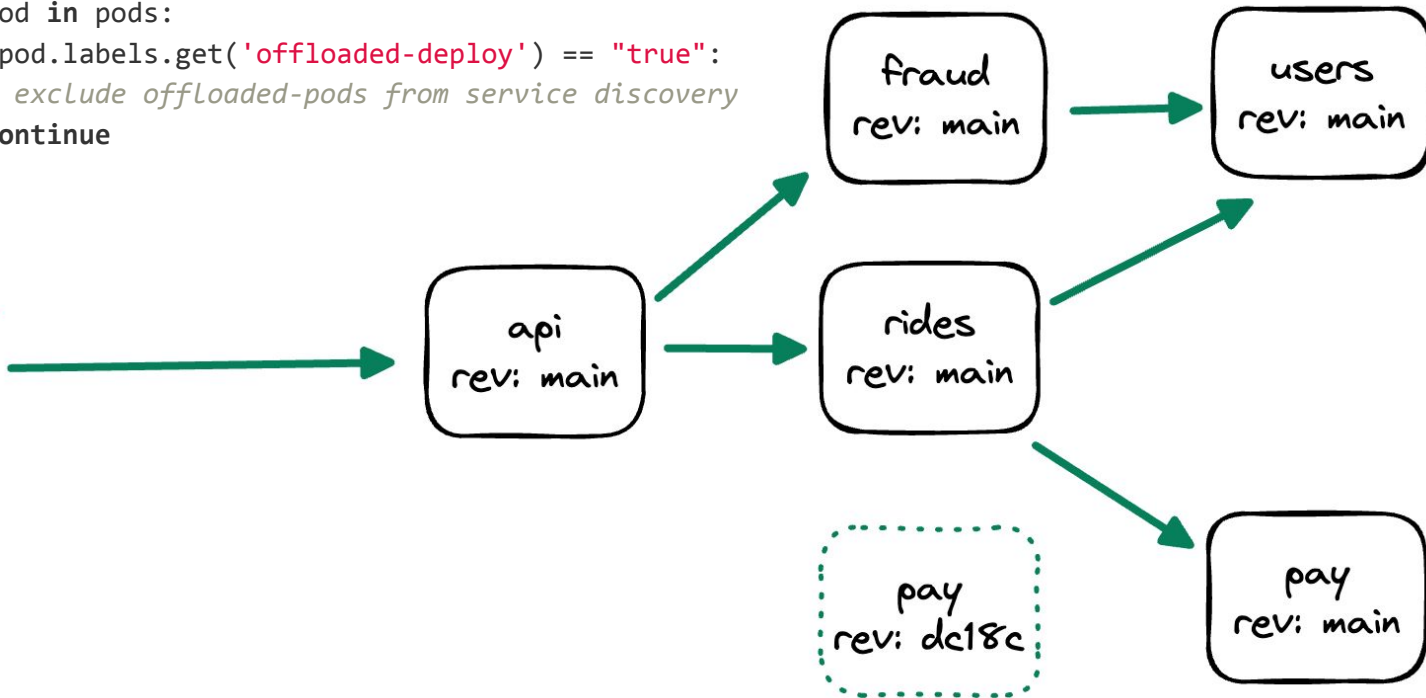 od in pods:
pod.labels.get('offloaded-deploy') == "true":
exclude offloaded-pods from service discovery
ontinue
fraud
rev: main
users
rev: main
api
rev: main
rides
rev: main
pay
rev: dc18c
pay
rev: main